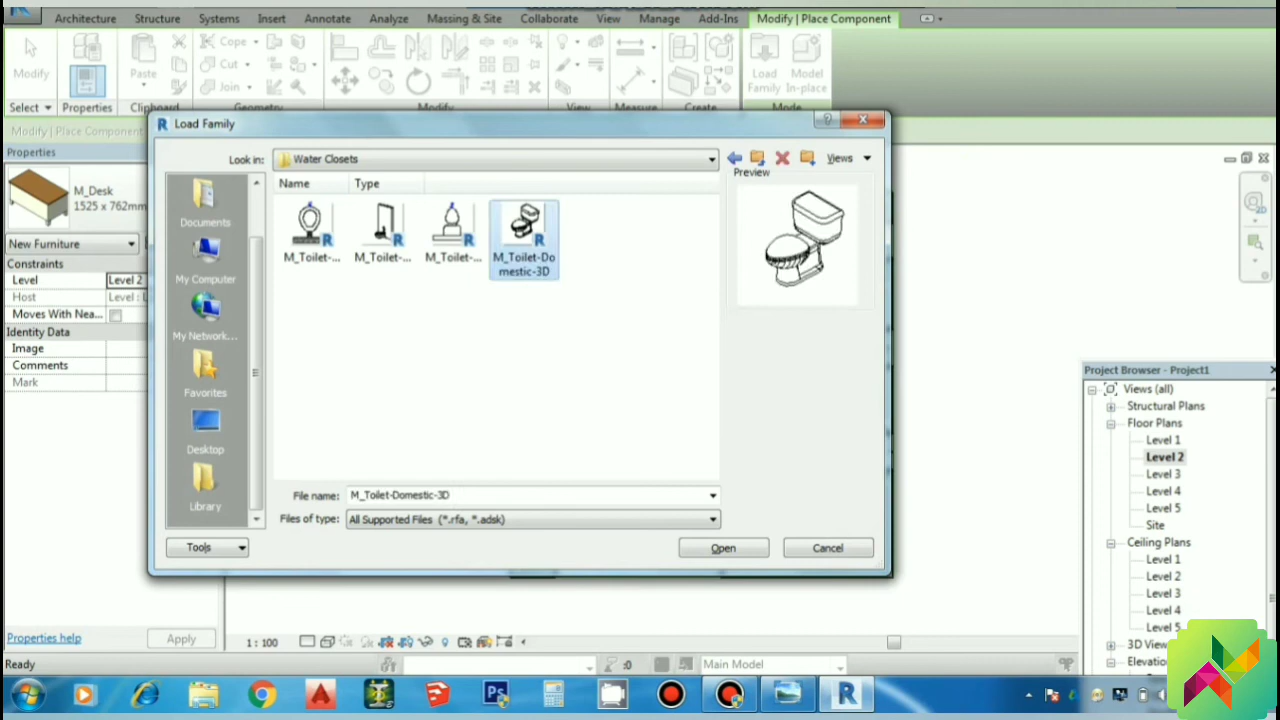 Architecture Structure Systems Insert Annotate Analyze Massing & Site Collaborate View Manage Add-Ins Modify | Place Component
Modify Paste Cope Cut Join Load Family Model In-place
Select Properties Clipboard Geometry Modify View Measure Create Mode
Modify | Place Component
Properties
M_Desk
1525 x 762mm
New Furniture
Constraints
Level Level 2
Host Level :
Moves With Nea...
Identity Data
Image
Comments
Mark
Properties help Apply
Load Family
Look in: Water Closets Views
Name Type
Documents
My Computer
My Network...
Favorites
Desktop
Library
M_Toilet-... M_Toilet-... M_Toilet-... M_Toilet-Do
mestic-3D
Preview
File name: M_Toilet-Domestic-3D
Files of type: All Supported Files (*.rfa, *.adsk)
Tools Open Cancel
Project Browser - Project1
Views (all)
Structural Plans
Floor Plans
Level 1
Level 2
Level 3
Level 4
Level 5
Site
Ceiling Plans
Level 1
Level 2
Level 3
Level 4
Level 5
3D View
Elevatio
1 : 100
Ready :0 Main Model